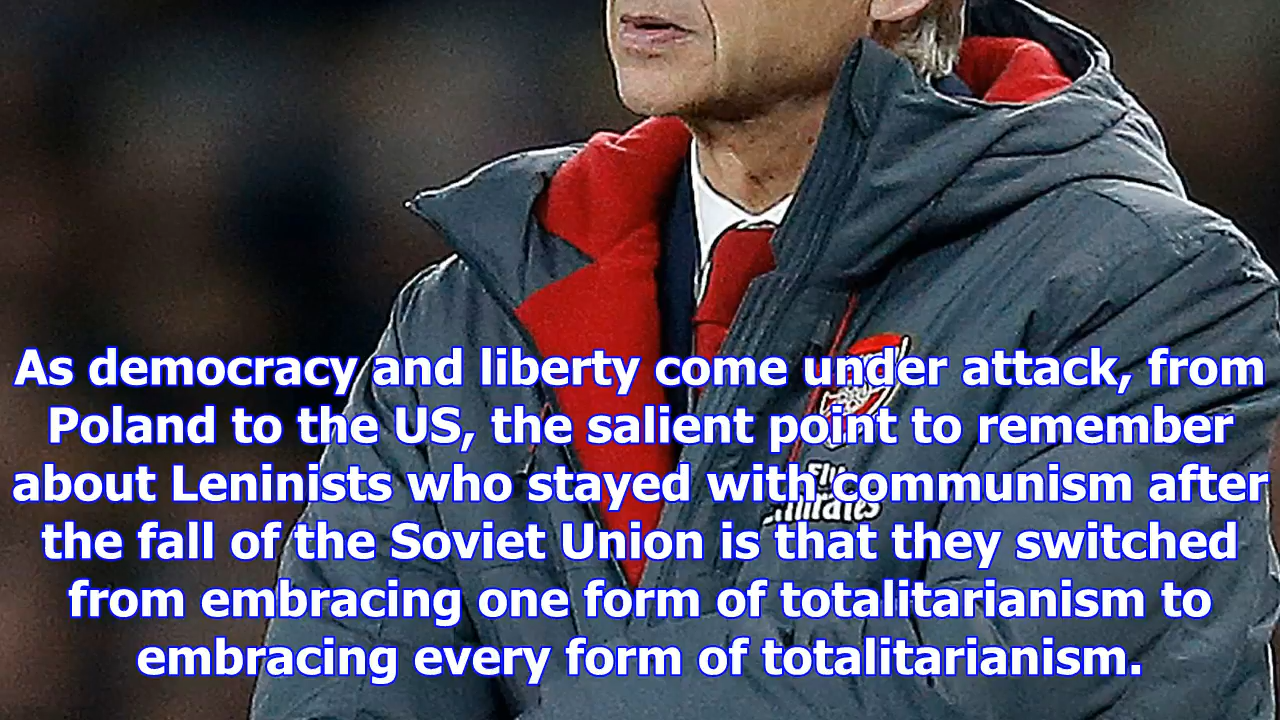 As democracy and liberty come under attack, from
Poland to the US, the salient point to remember
about Leninists who stayed with communism after
the fall of the Soviet Union is that they switched
from embracing one form of totalitarianism to
embracing every form of totalitarianism.
Fly
Emirates